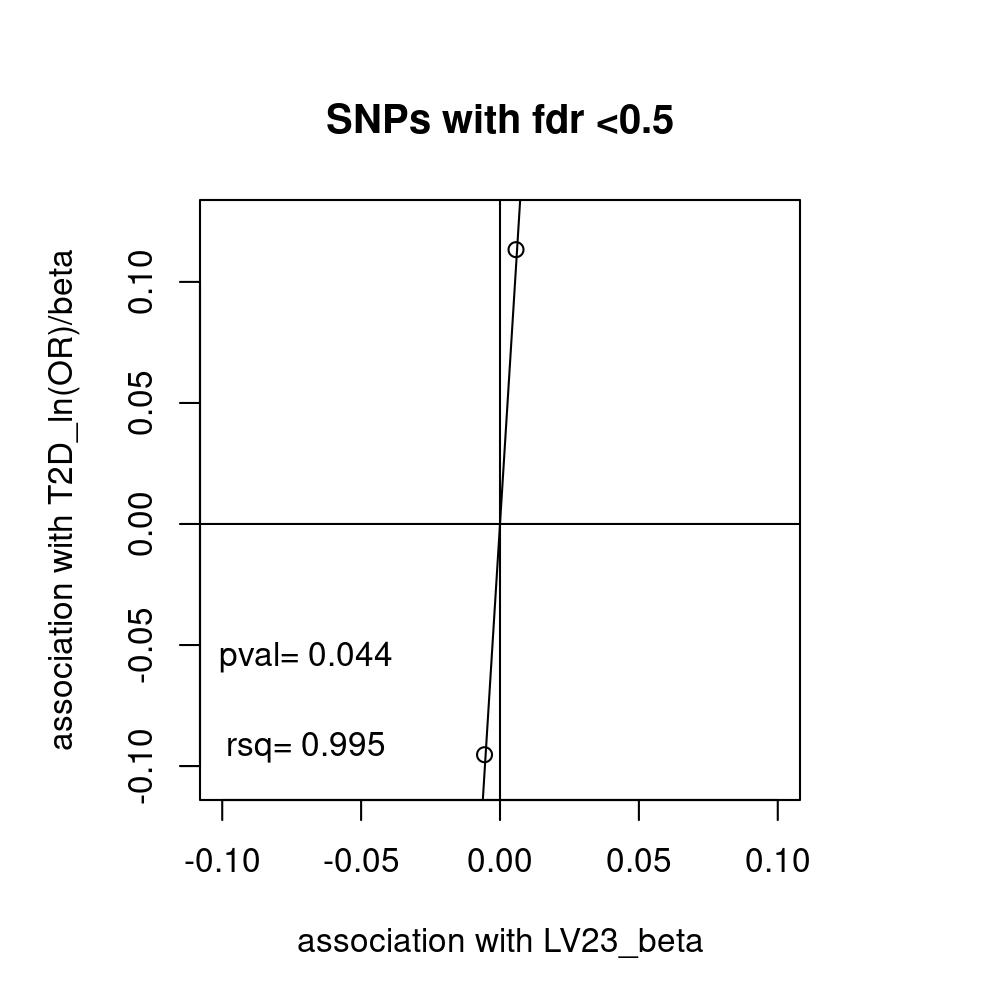 SNPs with fdr <0.5
association with T2D_ln(OR)/beta
0.10
0.05
0.00
-0.05
-0.10
pval= 0.044
rsq= 0.995
-0.10 -0.05 0.00 0.05 0.10
association with LV23_beta